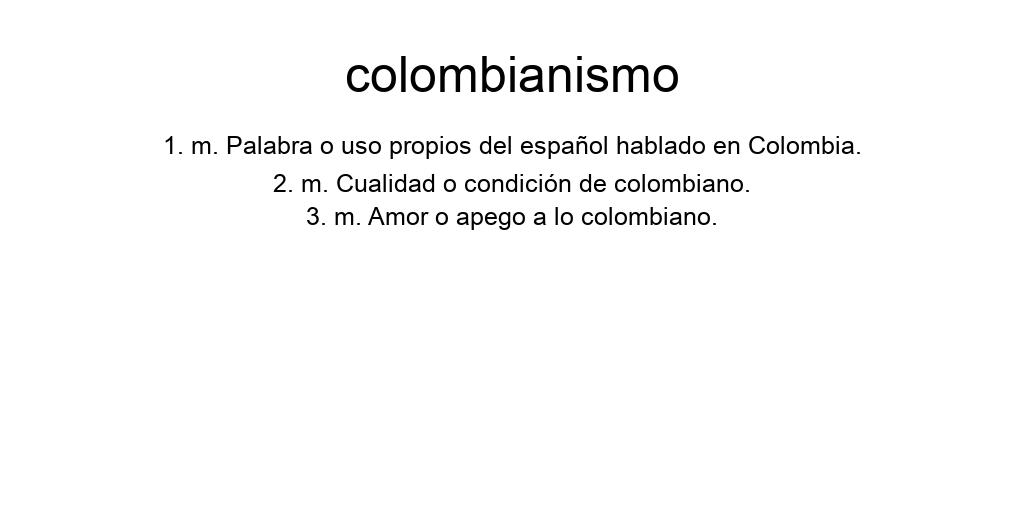 colombianismo
1. m. Palabra o uso propios del español hablado en Colombia.
2. m. Cualidad o condición de colombiano.
3. m. Amor o apego a lo colombiano.